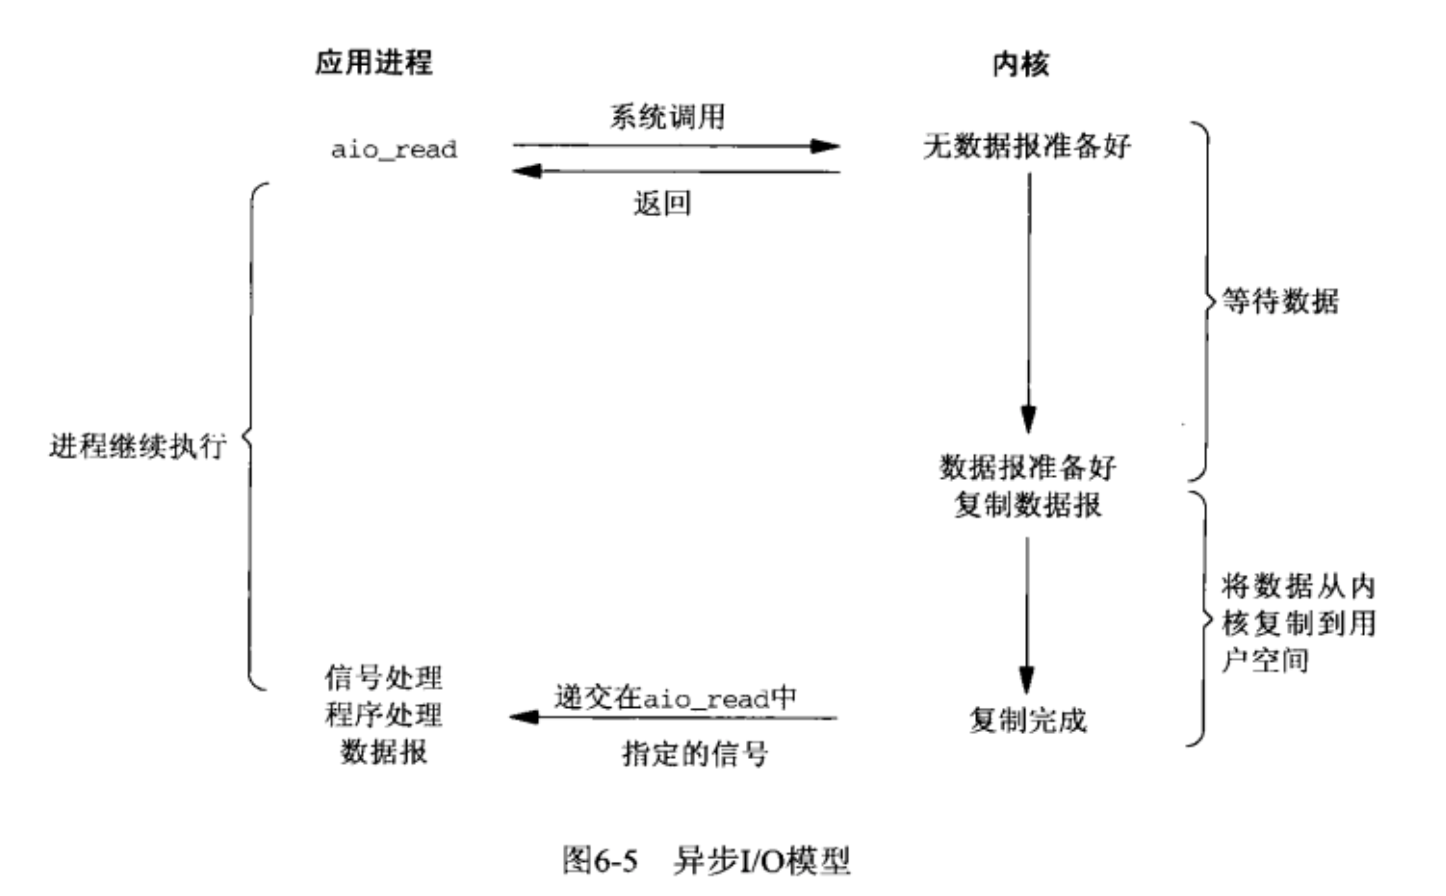 应用进程
内核
系统调用
aio_read
无数据报准备好
返回
等待数据
进程继续执行
数据报准备好
复制数据报
将数据从内
核复制到用
户空间
信号处理
程序处理
数据报
递交在aio_read中
指定的信号
复制完成
图6-5 异步I/O模型